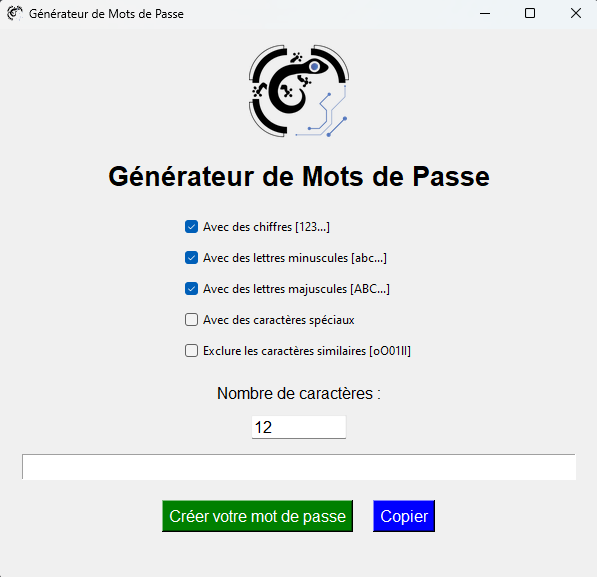 Générateur de Mots de Passe
Générateur de Mots de Passe
Avec des chiffres [123...]
Avec des lettres minuscules [abc...]
Avec des lettres majuscules [ABC...]
Avec des caractères spéciaux
Exclure les caractères similaires [oO01lI]
Nombre de caractères :
12
Créer votre mot de passe
Copier